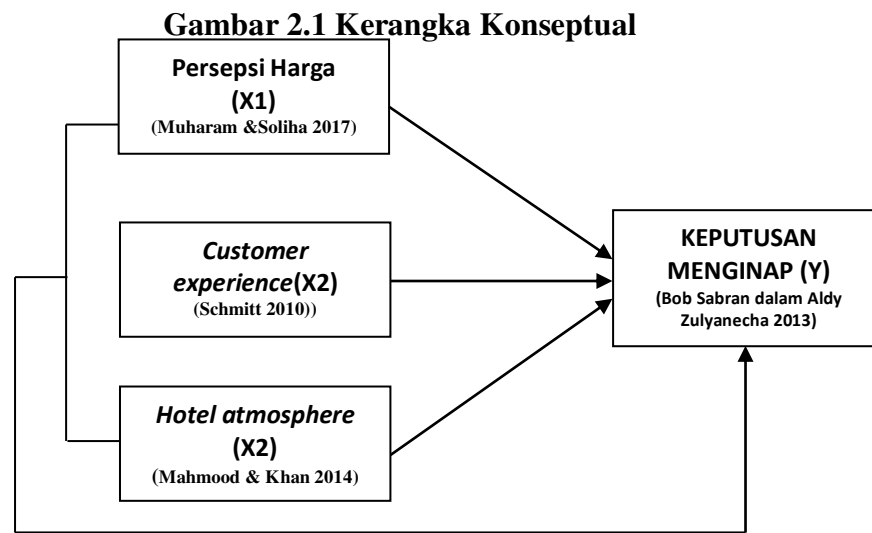 Gambar 2.1 Kerangka Konseptual
Persepsi Harga
(X1)
(Muharam &Soliha 2017)
Customer
experience(X2)
(Schmitt 2010))
Hotel atmosphere
(X2)
(Mahmood & Khan 2014)
KEPUTUSAN
MENGINAP (Y)
(Bob Sabran dalam Aldy
Zulyanecha 2013)